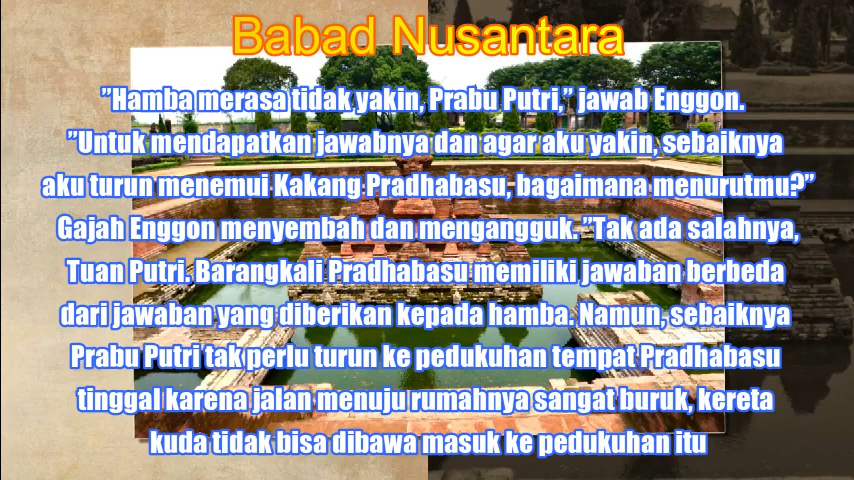 Babad Nusantara
”Hamba merasa tidak yakin, Prabu Putri,” jawab Enggon.
”Untuk mendapatkan jawabnya dan agar aku yakin, sebaiknya
aku turun menemui Kakang Pradhabasu, bagaimana menurutmu?”
Gajah Enggon menyembah dan mengangguk. ”Tak ada salahnya,
Tuan Putri. Barangkali Pradhabasu memiliki jawaban berbeda
dari jawaban yang diberikan kepada hamba. Namun, sebaiknya
Prabu Putri tak perlu turun ke pedukuhan tempat Pradhabasu
tinggal karena jalan menuju rumahnya sangat buruk, kereta
kuda tidak bisa dibawa masuk ke pedukuhan itu